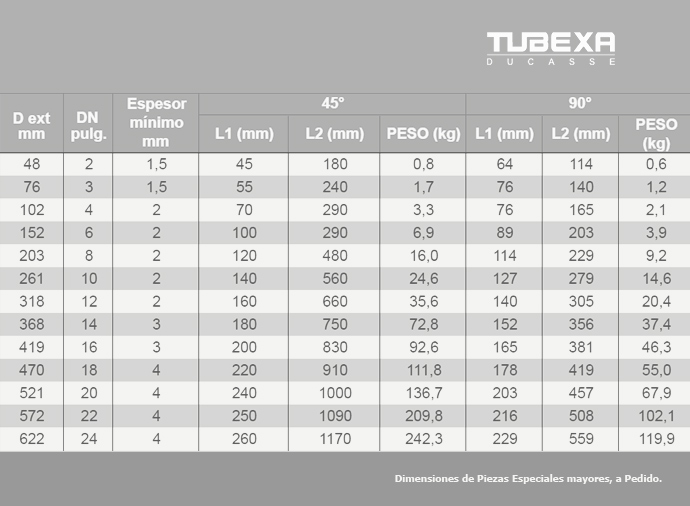 TUBEXA
DUCASSE
D ext mm DN pulg. Espesor mínimo mm 45º 90º
L1 (mm) L2 (mm) PESO (kg) L1 (mm) L2 (mm) PESO (kg)
48 2 1,5 45 180 0,8 64 114 0,6
76 3 1,5 55 240 1,7 76 140 1,2
102 4 2 70 290 3,3 76 165 2,1
152 6 2 100 290 6,9 89 203 3,9
203 8 2 120 480 16,0 114 229 9,2
261 10 2 140 560 24,6 127 279 14,6
318 12 2 160 660 35,6 140 305 20,4
368 14 3 180 750 72,8 152 356 37,4
419 16 3 200 830 92,6 165 381 46,3
470 18 4 220 910 111,8 178 419 55,0
521 20 4 240 1000 136,7 203 457 67,9
572 22 4 250 1090 209,8 216 508 102,1
622 24 4 260 1170 242,3 229 559 119,9
Dimensiones de Piezas Especiales mayores, a Pedido.